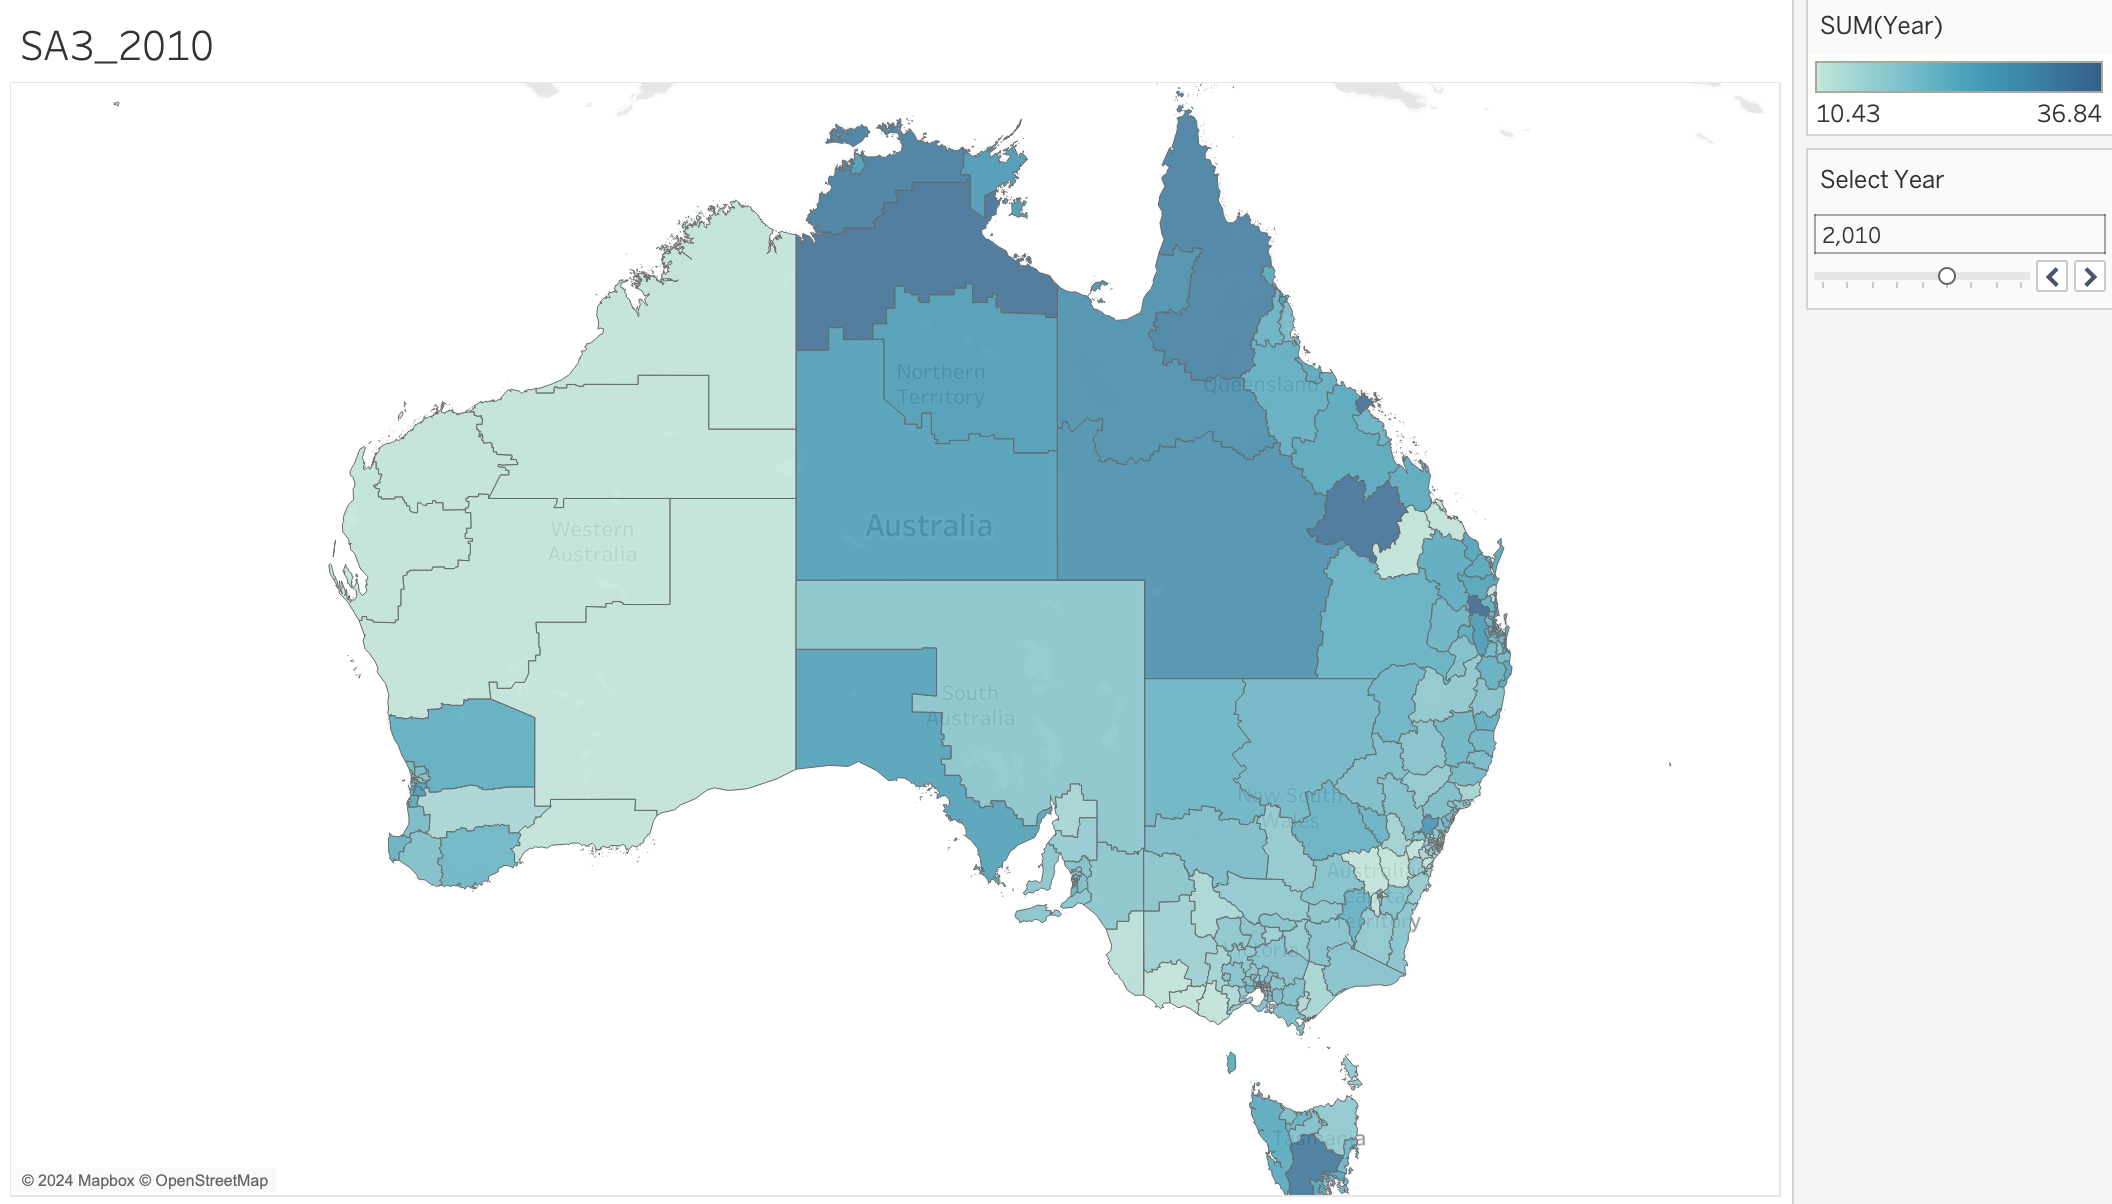 SA3_2010
SUM(Year)
10.43
36.84
Select Year
2,010
Northern
Territory
Queensland
Western
Australia
Australia
South
Australia
New South
Wales
Australia
Capital
Territory
Victoria
Tasmania
© 2024 Mapbox © OpenStreetMap